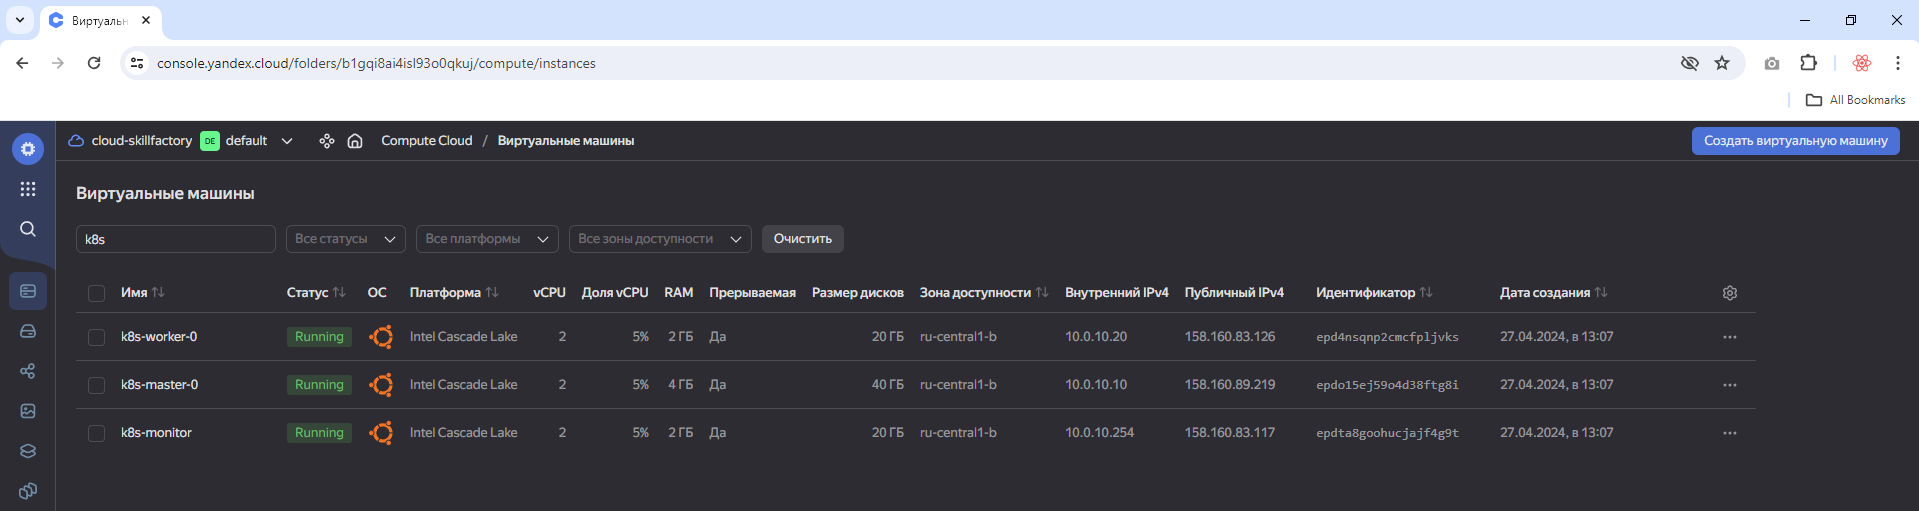 Виртуальн
console.yandex.cloud/folders/b1gqi8ai4isl93o0qkuj/compute/instances
All Bookmarks
cloud-skillfactory DE default Compute Cloud / Виртуальные машины Создать виртуальную машину
Виртуальные машины
k8s Все статусы Все платформы Все зоны доступности Очистить
Имя Статус ОС Платформа vCPU Доля vCPU RAM Прерываемая Размер дисков Зона доступности Внутренний IPv4 Публичный IPv4 Идентификатор Дата создания
k8s-worker-0 Running Intel Cascade Lake 2 5% 2 ГБ Да 20 ГБ ru-central1-b 10.0.10.20 158.160.83.126 epd4nsqnp2cmcfpljvks 27.04.2024, в 13:07
k8s-master-0 Running Intel Cascade Lake 2 5% 4 ГБ Да 40 ГБ ru-central1-b 10.0.10.10 158.160.89.219 epdo15ej59o4d38ftg8i 27.04.2024, в 13:07
k8s-monitor Running Intel Cascade Lake 2 5% 2 ГБ Да 20 ГБ ru-central1-b 10.0.10.254 158.160.83.117 epdta8goohucjajf4g9t 27.04.2024, в 13:07